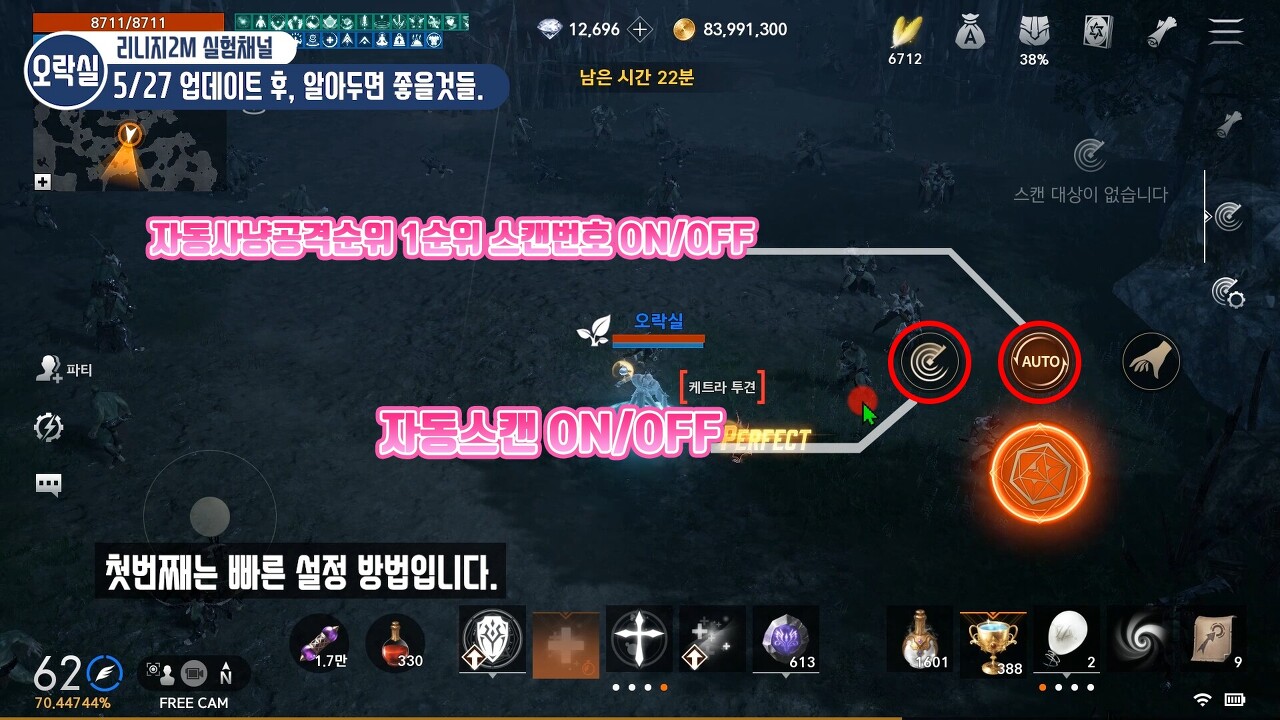 8711/8711
12,696
83,991,300
6712
A
38%
오락실
리니지2M 실험채널
5/27 업데이트 후, 알아두면 좋을것들.
남은 시간 22분
스캔 대상이 없습니다
자동사냥공격순위 1순위 스캔번호 ON/OFF
오락실
AUTO
파티
케트라 투견
자동스캔 ON/OFF
PERFECT
첫번째는 빠른 설정 방법입니다.
1.7만
330
613
1601
388
2
9
62
70.44744%
N
FREE CAM